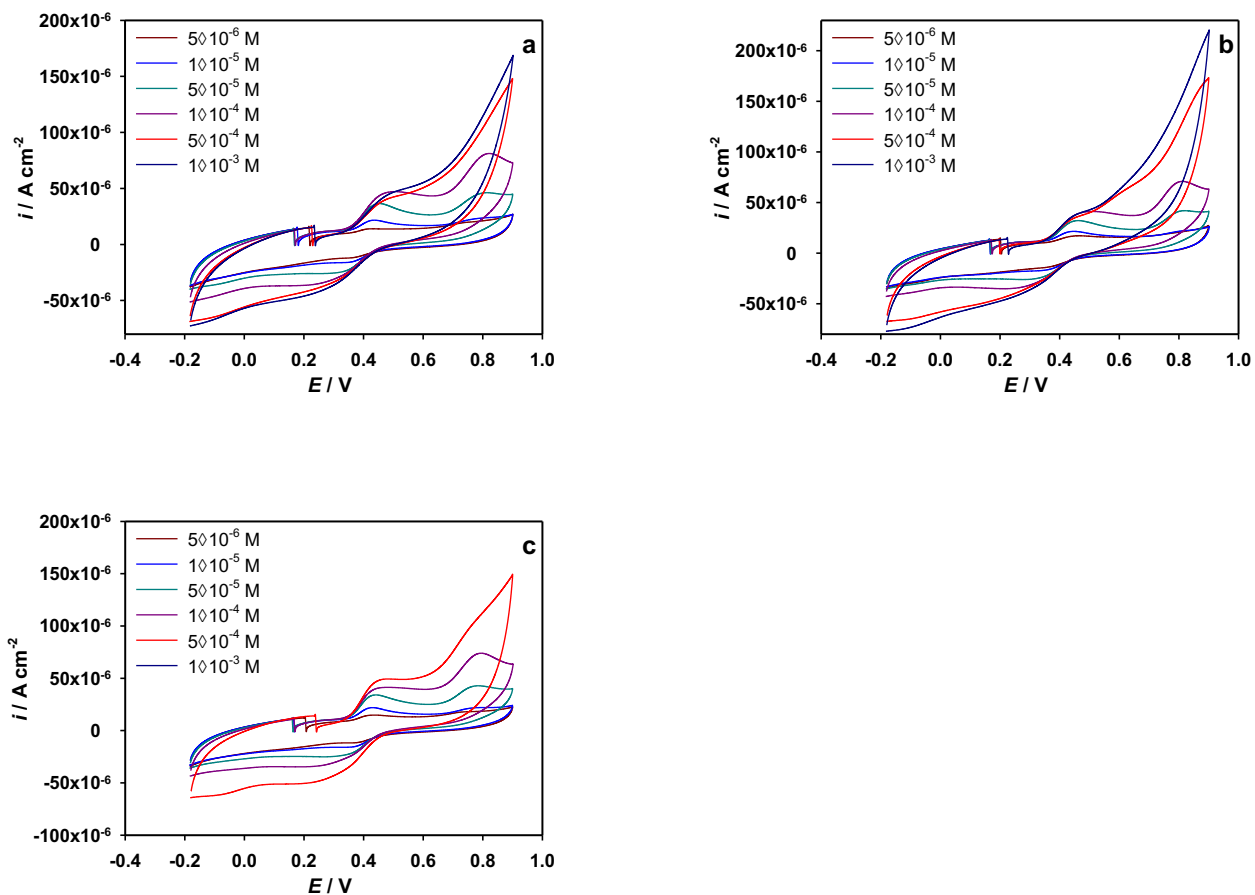 200x10⁻⁶
150x10⁻⁶
100x10⁻⁶
50x10⁻⁶
0
-50x10⁻⁶
i / A cm⁻²
5◊10⁻⁶ M
1◊10⁻⁵ M
5◊10⁻⁵ M
1◊10⁻⁴ M
5◊10⁻⁴ M
1◊10⁻³ M
a
-0.4 -0.2 0.0 0.2 0.4 0.6 0.8 1.0
E / V
200x10⁻⁶
150x10⁻⁶
100x10⁻⁶
50x10⁻⁶
0
-50x10⁻⁶
i / A cm⁻²
5◊10⁻⁶ M
1◊10⁻⁵ M
5◊10⁻⁵ M
1◊10⁻⁴ M
5◊10⁻⁴ M
1◊10⁻³ M
b
-0.4 -0.2 0.0 0.2 0.4 0.6 0.8 1.0
E / V
200x10⁻⁶
150x10⁻⁶
100x10⁻⁶
50x10⁻⁶
0
-50x10⁻⁶
-100x10⁻⁶
i / A cm⁻²
5◊10⁻⁶ M
1◊10⁻⁵ M
5◊10⁻⁵ M
1◊10⁻⁴ M
5◊10⁻⁴ M
1◊10⁻³ M
c
-0.4 -0.2 0.0 0.2 0.4 0.6 0.8 1.0
E / V